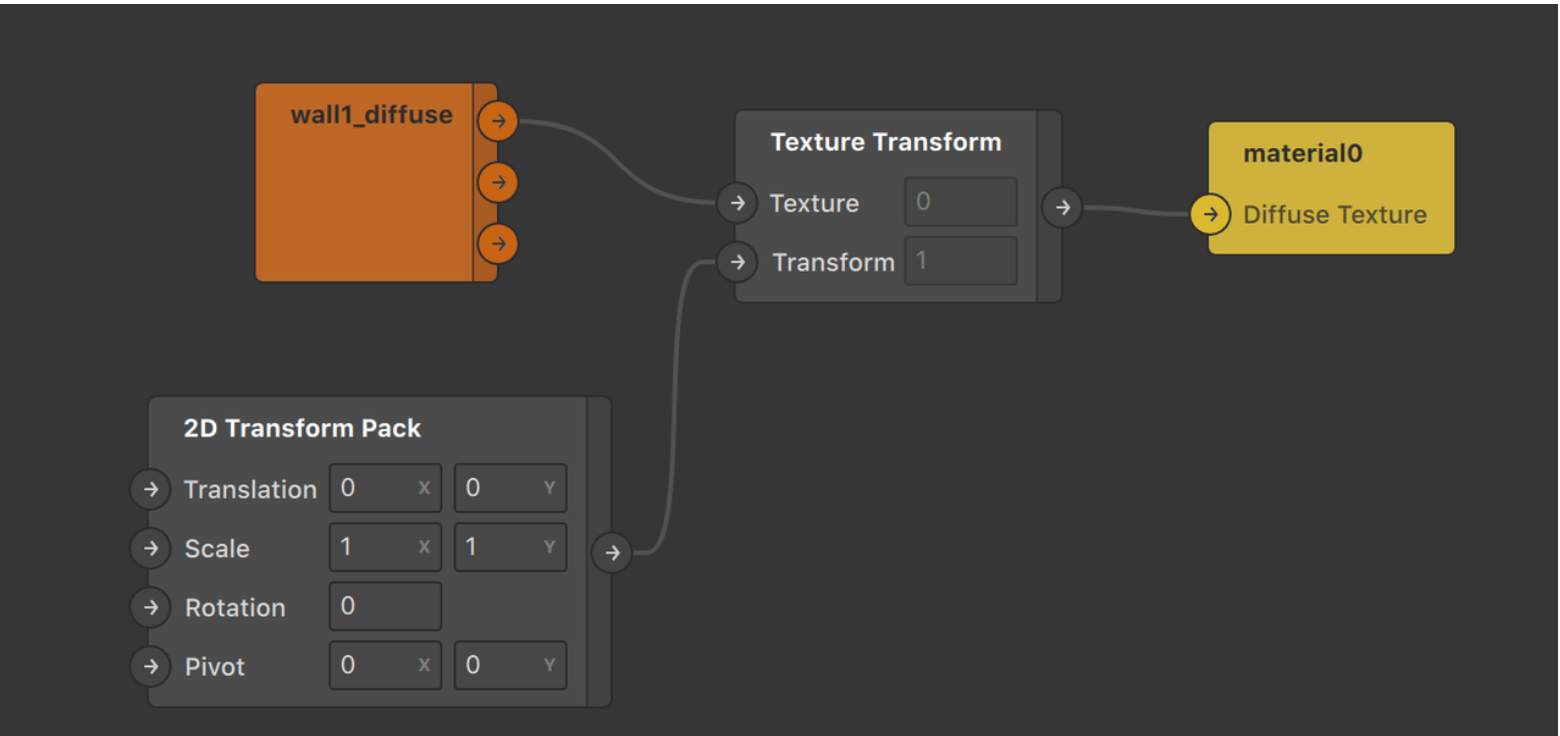 wall1_diffuse
Texture Transform
Texture 0
Transform 1
material0
Diffuse Texture
2D Transform Pack
Translation 0 X 0 Y
Scale 1 X 1 Y
Rotation 0
Pivot 0 X 0 Y